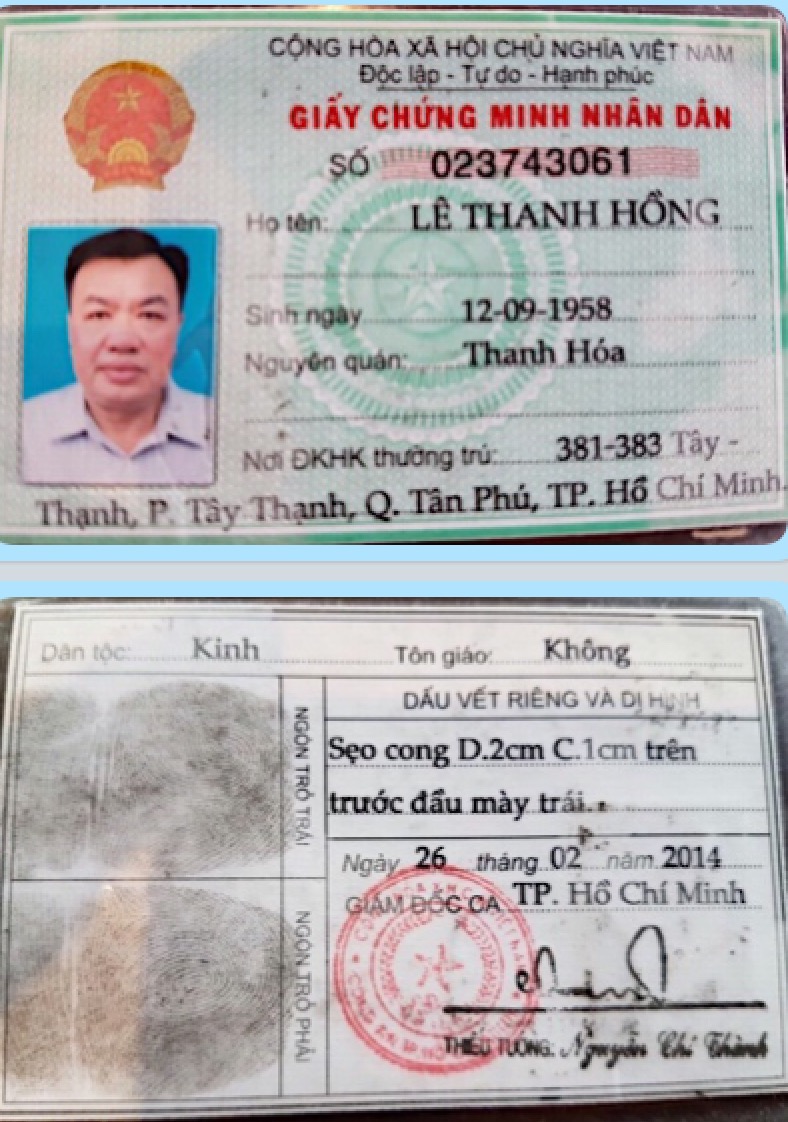 CỘNG HÒA XÃ HỘI CHỦ NGHĨA VIỆT NAM
Độc lập - Tự do - Hạnh phúc
GIẤY CHỨNG MINH NHÂN DÂN
SỐ 023743061
Họ tên: LÊ THANH HỒNG
Sinh ngày 12-09-1958
Nguyên quán: Thanh Hóa
Nơi ĐKHK thường trú: 381-383 Tây -
Thạnh, P. Tây Thạnh, Q. Tân Phú, TP. Hồ Chí Minh.
Dân tộc: Kinh Tôn giáo: Không
NGÓN TRỎ TRÁI
DẤU VẾT RIÊNG VÀ DỊ HÌNH
Sẹo cong D.2cm C.1cm trên
trước đầu mày trái.
Ngày 26 tháng 02 năm 2014
GIÁM ĐỐC CA TP. Hồ Chí Minh
NGÓN TRỎ PHẢI
THIẾU TƯỚNG: Nguyễn Chí Thành